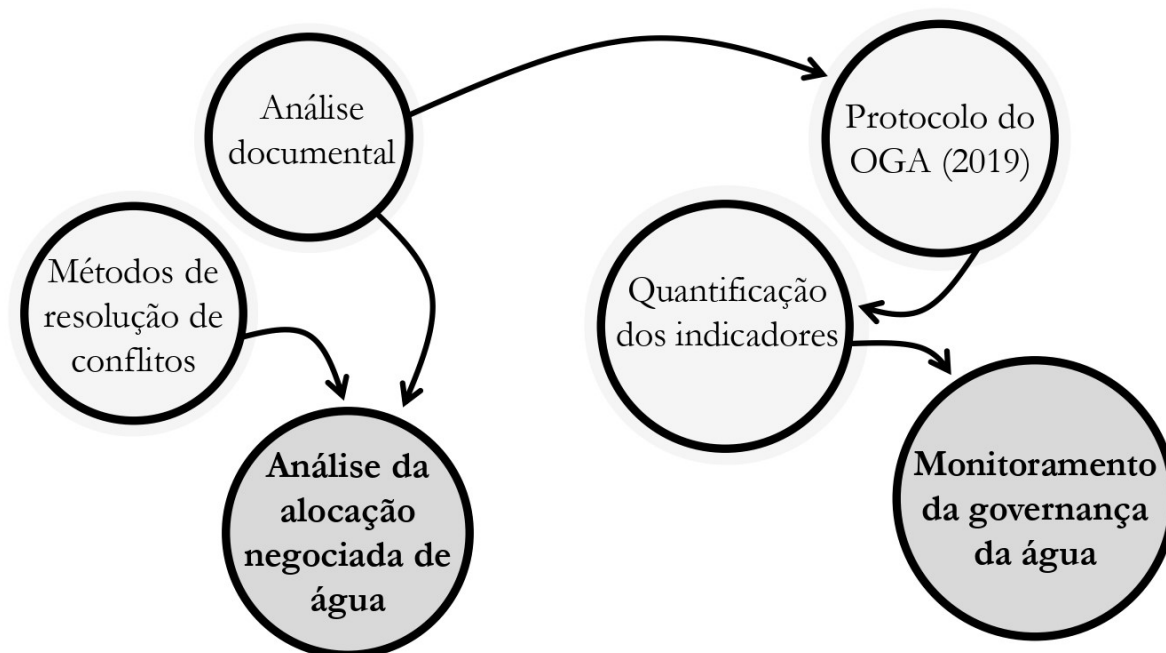 Análise
documental
Protocolo do
OGA (2019)
Métodos de
resolução de
conflitos
Quantificação
dos indicadores
Análise da
alocação
negociada de
água
Monitoramento
da governança
da água